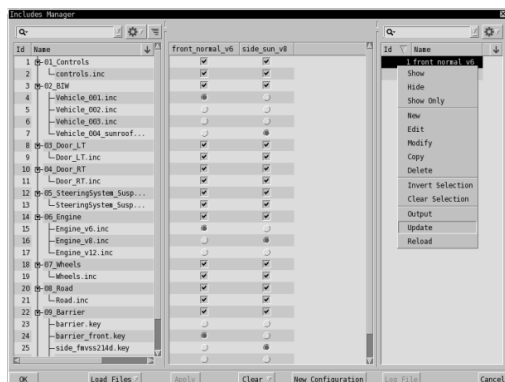 Includes Manager
Id Name front_normal_v6 side_sun_v8 Id Name
1 01_Controls
2 controls.inc
3 02_BIW
4 Vehicle_001.inc
5 Vehicle_002.inc
6 Vehicle_003.inc
7 Vehicle_004_sunroof...
8 03_Door_LT
9 Door_LT.inc
10 04_Door_RT
11 Door_RT.inc
12 05_SteeringSystem_Susp...
13 SteeringSystem_Susp...
14 06_Engine
15 Engine_v6.inc
16 Engine_v8.inc
17 Engine_v12.inc
18 07_Wheels
19 Wheels.inc
20 08_Road
21 Road.inc
22 09_Barrier
23 barrier.key
24 barrier_front.key
25 side_fmvss214d.key
1 front_normal_v6
Show
Hide
Show Only
New
Edit
Modify
Copy
Delete
Invert Selection
Clear Selection
Output
Update
Reload
OK Load Files Apply Clear New Configuration Log File Cancel